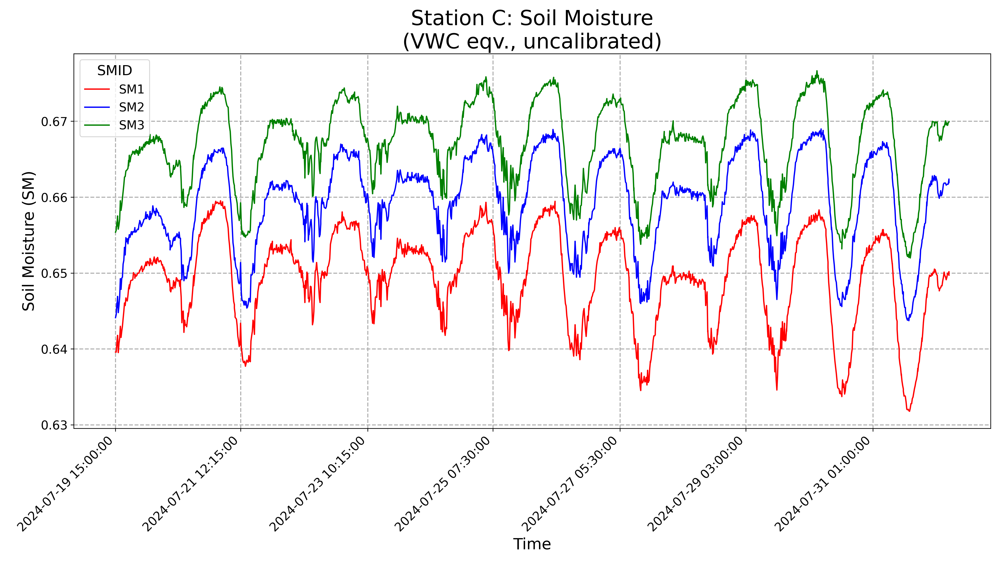 Station C: Soil Moisture
(VWC eqv., uncalibrated)
SMID
SM1
SM2
SM3
Soil Moisture (SM)
0.67
0.66
0.65
0.64
0.63
2024-07-19 15:00:00
2024-07-21 12:15:00
2024-07-23 10:15:00
2024-07-25 07:30:00
2024-07-27 05:30:00
2024-07-29 03:00:00
2024-07-31 01:00:00
Time